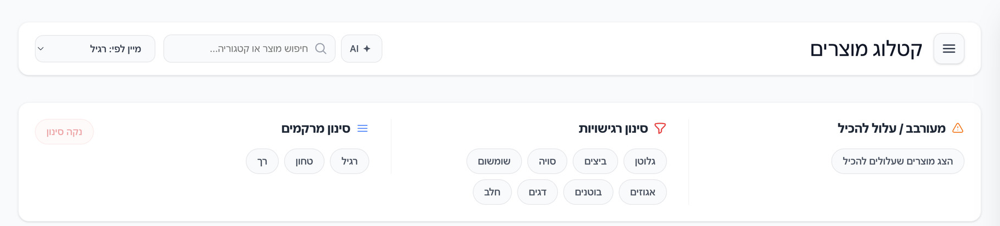 קטלוג מוצרים
AI
חיפוש מוצר או קטגוריה...
מיין לפי: רגיל
מעורבב / עלול להכיל
הצג מוצרים שעלולים להכיל
סינון רגישויות
גלוטן ביצים סויה שומשום
אגוזים בוטנים דגים חלב
סינון מרקמים
רגיל טחון רך
נקה סינון